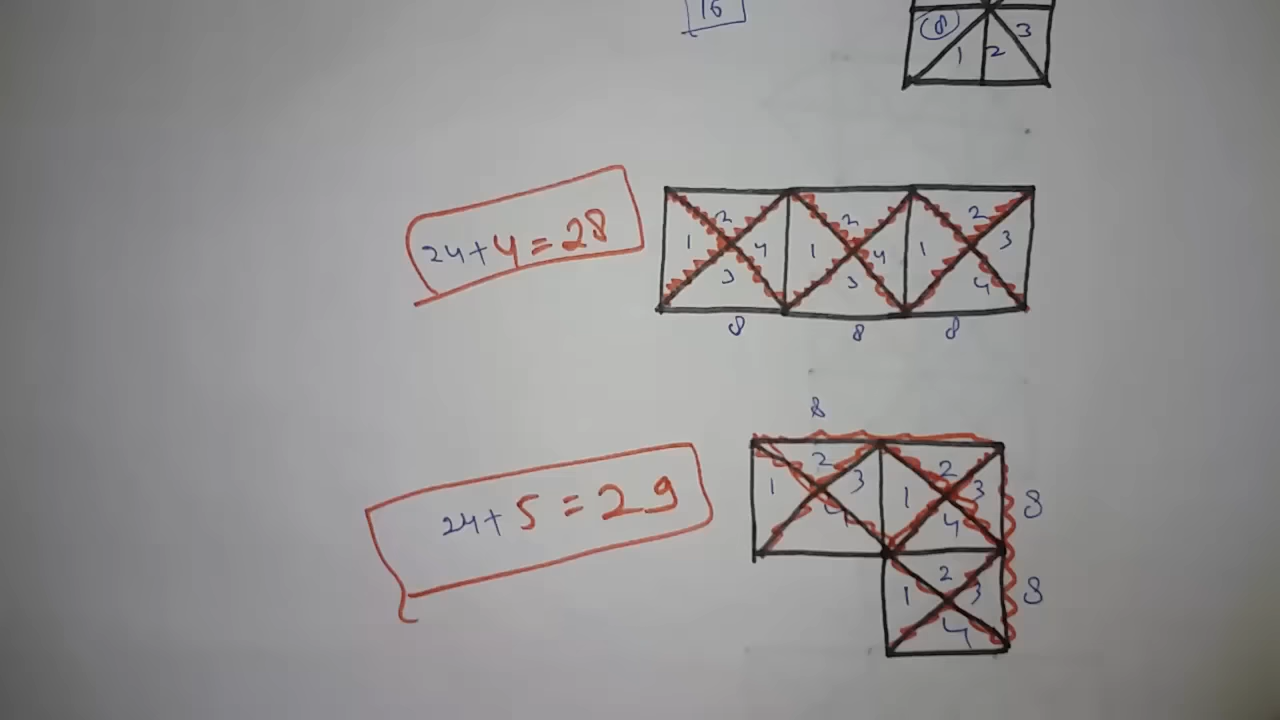 16
8 3
1 2
24+4=28
2 2 2
1 4 1 4 1 3
3 3 4
8 8 8
8
2 2
1 3 1 3 8
4 4
24+5=29
2
1 3 8
4